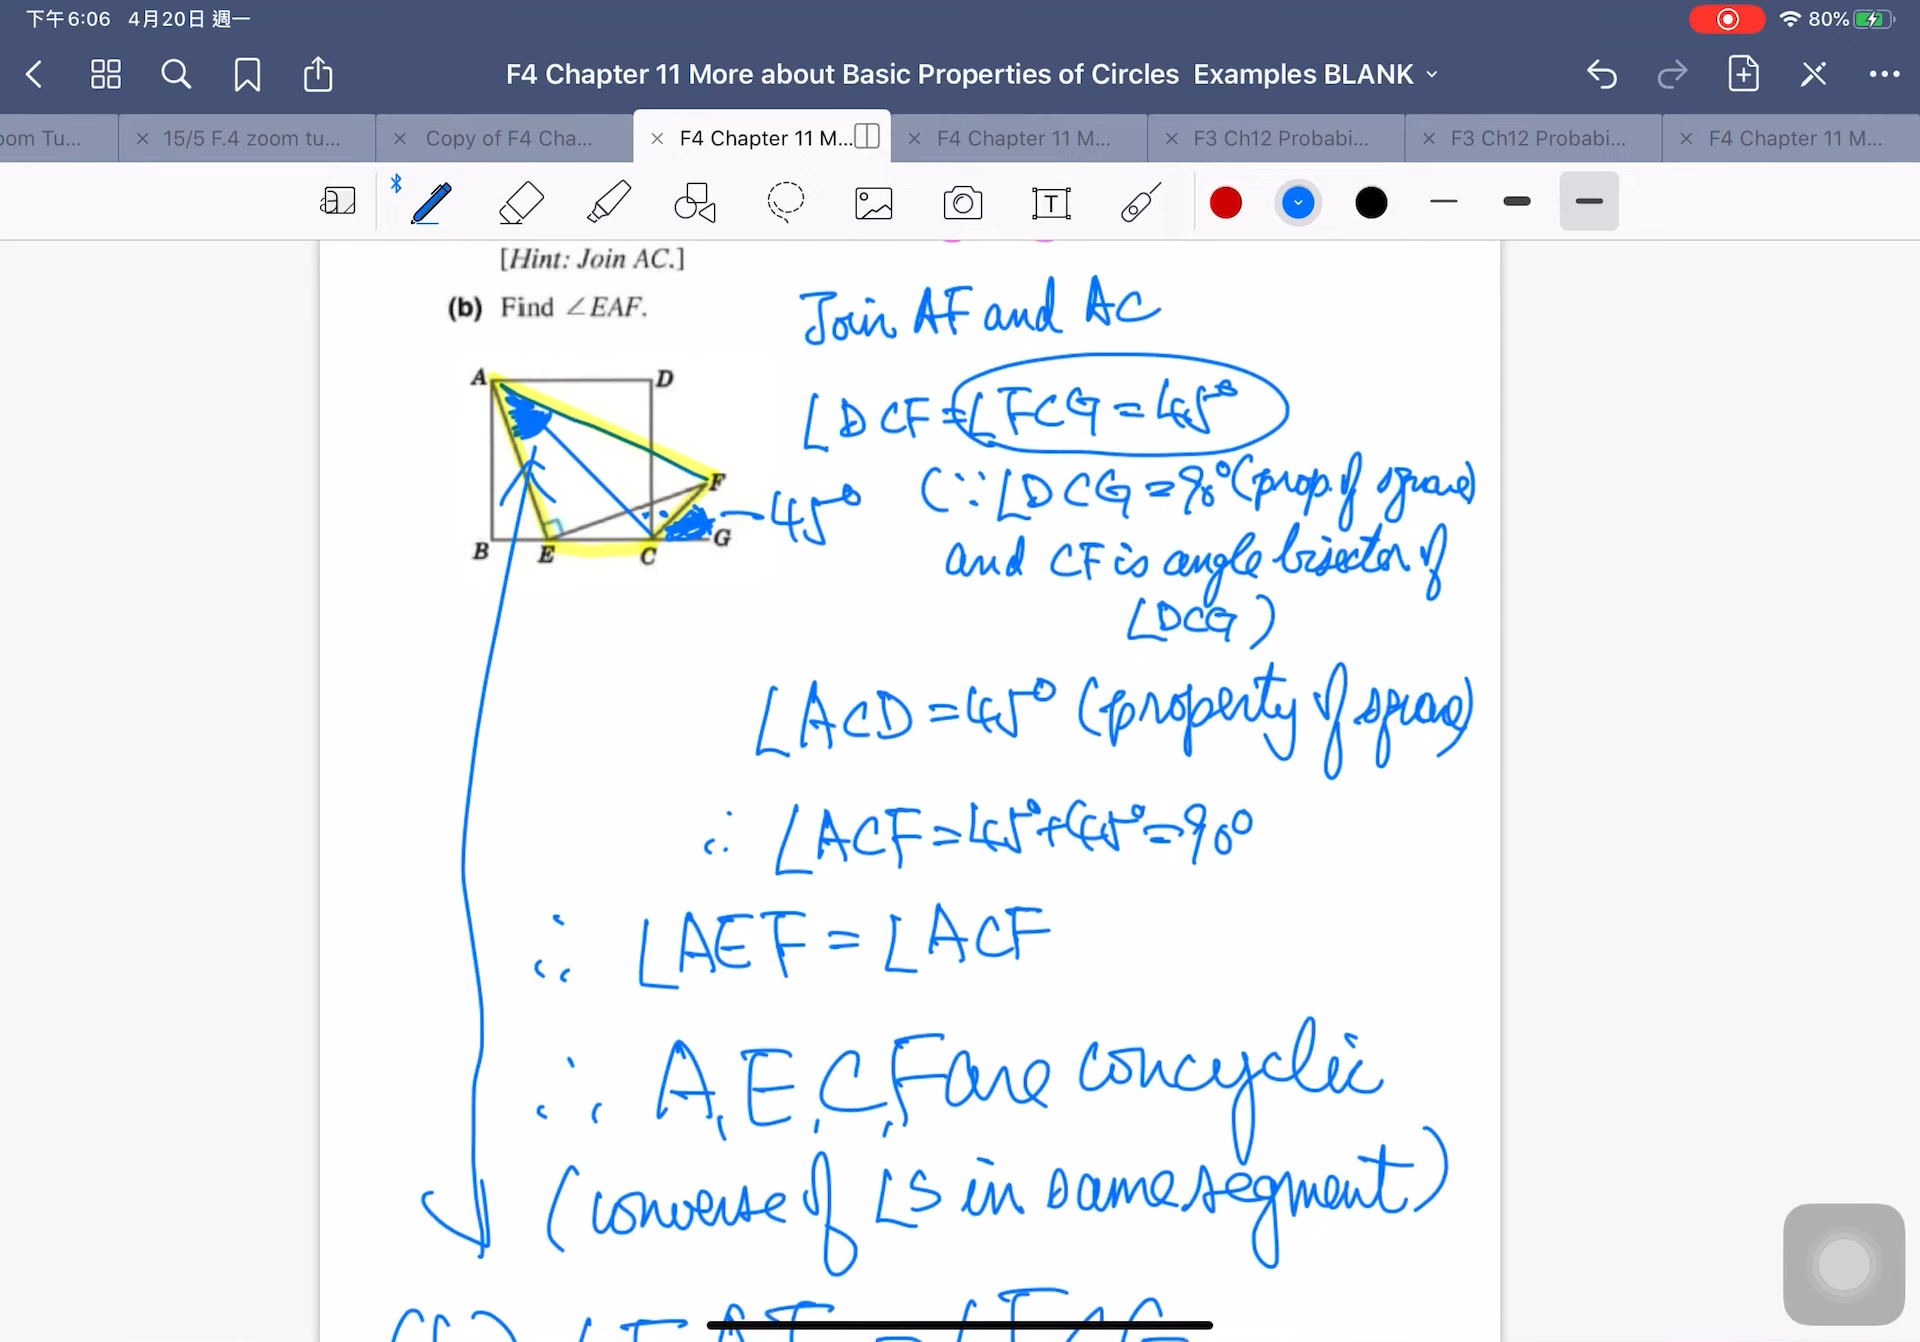 下午6:06 4月20日 週一
80%
F4 Chapter 11 More about Basic Properties of Circles Examples BLANK
oom Tu...
15/5 F.4 zoom tu...
Copy of F4 Cha...
F4 Chapter 11 M...
F4 Chapter 11 M...
F3 Ch12 Probabi...
F3 Ch12 Probabi...
F4 Chapter 11 M...
[Hint: Join AC.]
(b) Find ∠EAF.
Join AF and AC
A D
F
B E C G
45°
∠DCF=∠FCG=45°
(∵∠DCG=90° (prop. of square)
and CF is angle bisector of
∠DCG)
∠ACD=45° (property of square)
∴ ∠ACF=45°+45°=90°
∵ ∠AEF=∠ACF
∴ A,E,C,F are concyclic
(converse of ∠s in same segment)